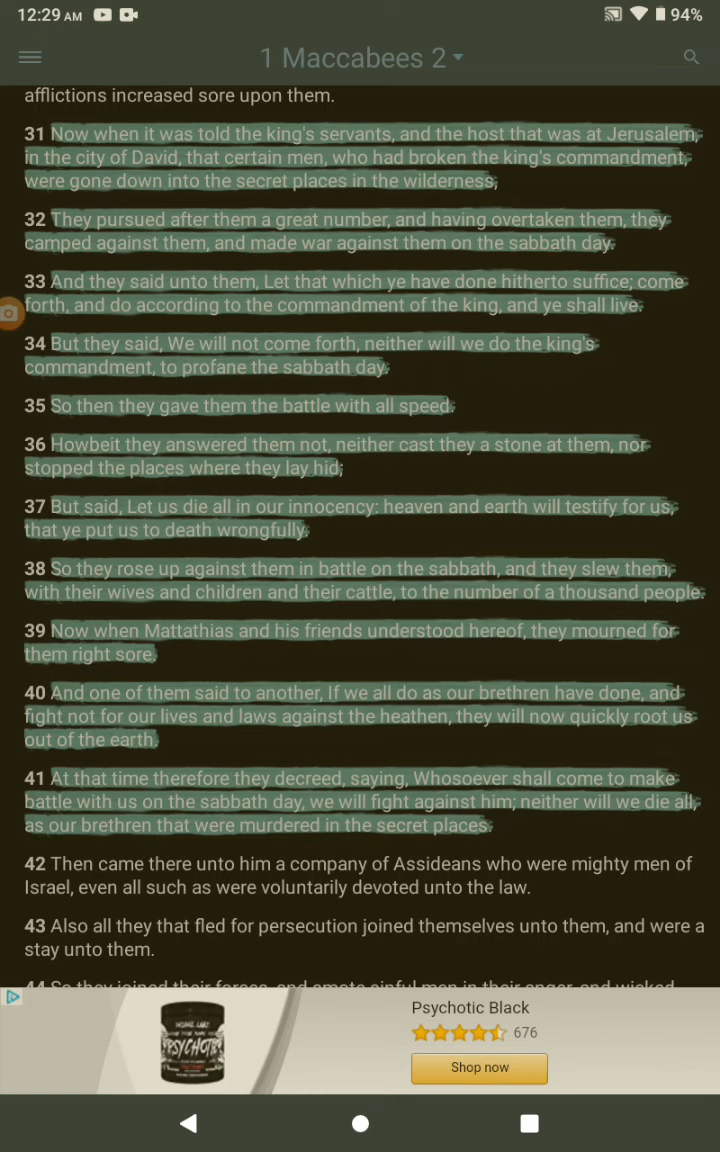 12:29 AM
94%
1 Maccabees 2
afflictions increased sore upon them.
31 Now when it was told the king's servants, and the host that was at Jerusalem,
in the city of David, that certain men, who had broken the king's commandment,
were gone down into the secret places in the wilderness,
32 They pursued after them a great number, and having overtaken them, they
camped against them, and made war against them on the sabbath day.
33 And they said unto them, Let that which ye have done hitherto suffice; come
forth, and do according to the commandment of the king, and ye shall live.
34 But they said, We will not come forth, neither will we do the king's
commandment, to profane the sabbath day.
35 So then they gave them the battle with all speed.
36 Howbeit they answered them not, neither cast they a stone at them, nor
stopped the places where they lay hid;
37 But said, Let us die all in our innocency: heaven and earth will testify for us,
that ye put us to death wrongfully.
38 So they rose up against them in battle on the sabbath, and they slew them,
with their wives and children and their cattle, to the number of a thousand people.
39 Now when Mattathias and his friends understood hereof, they mourned for
them right sore.
40 And one of them said to another, If we all do as our brethren have done, and
fight not for our lives and laws against the heathen, they will now quickly root us
out of the earth.
41 At that time therefore they decreed, saying, Whosoever shall come to make
battle with us on the sabbath day, we will fight against him; neither will we die all,
as our brethren that were murdered in the secret places.
42 Then came there unto him a company of Assideans who were mighty men of
Israel, even all such as were voluntarily devoted unto the law.
43 Also all they that fled for persecution joined themselves unto them, and were a
stay unto them.
44 So they joined their forces, and smote sinful men in their anger, and wicked
Psychotic Black
676
Shop now
INSANE LABZ
PSYCHOTIC